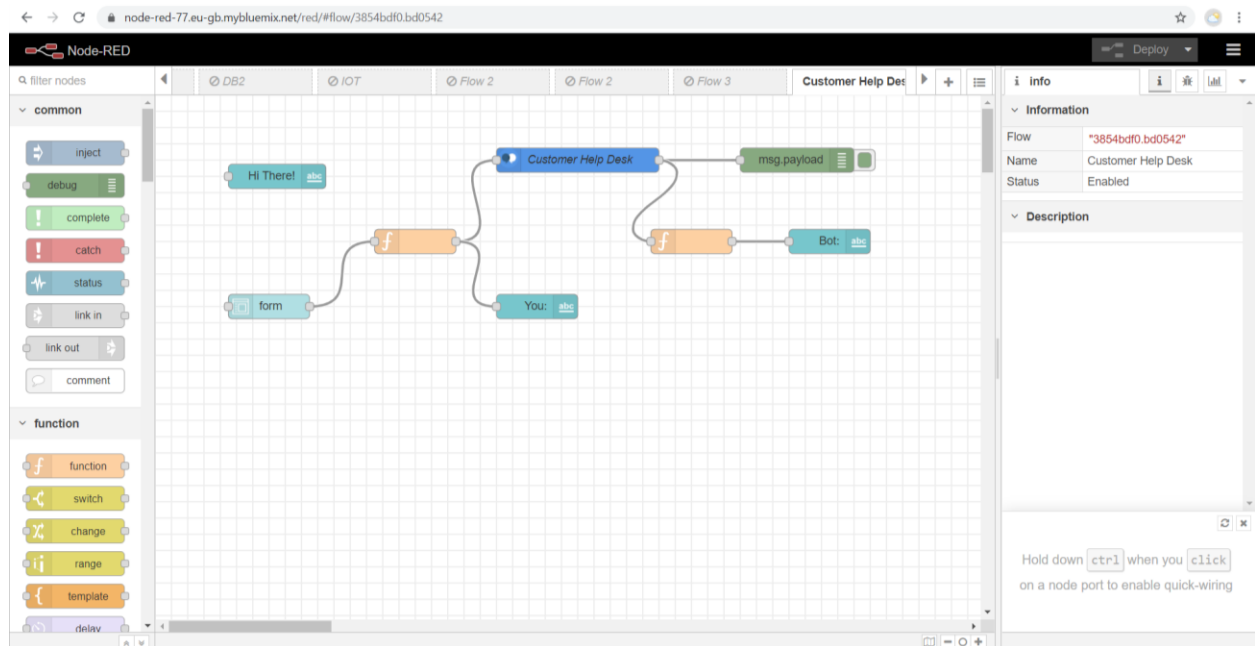 node-red-77.eu-gb.mybluemix.net/red/#flow/3854bdf0.bd0542
Node-RED
Deploy
filter nodes
DB2
IOT
Flow 2
Flow 2
Flow 3
Customer Help Des
i info
i
common
inject
debug
complete
catch
status
link in
link out
comment
function
f function
switch
change
range
template
delay
Hi There! abc
form
f
Customer Help Desk
You: abc
msg.payload
f
Bot: abc
Information
Flow "3854bdf0.bd0542"
Name Customer Help Desk
Status Enabled
Description
Hold down ctrl when you click
on a node port to enable quick-wiring